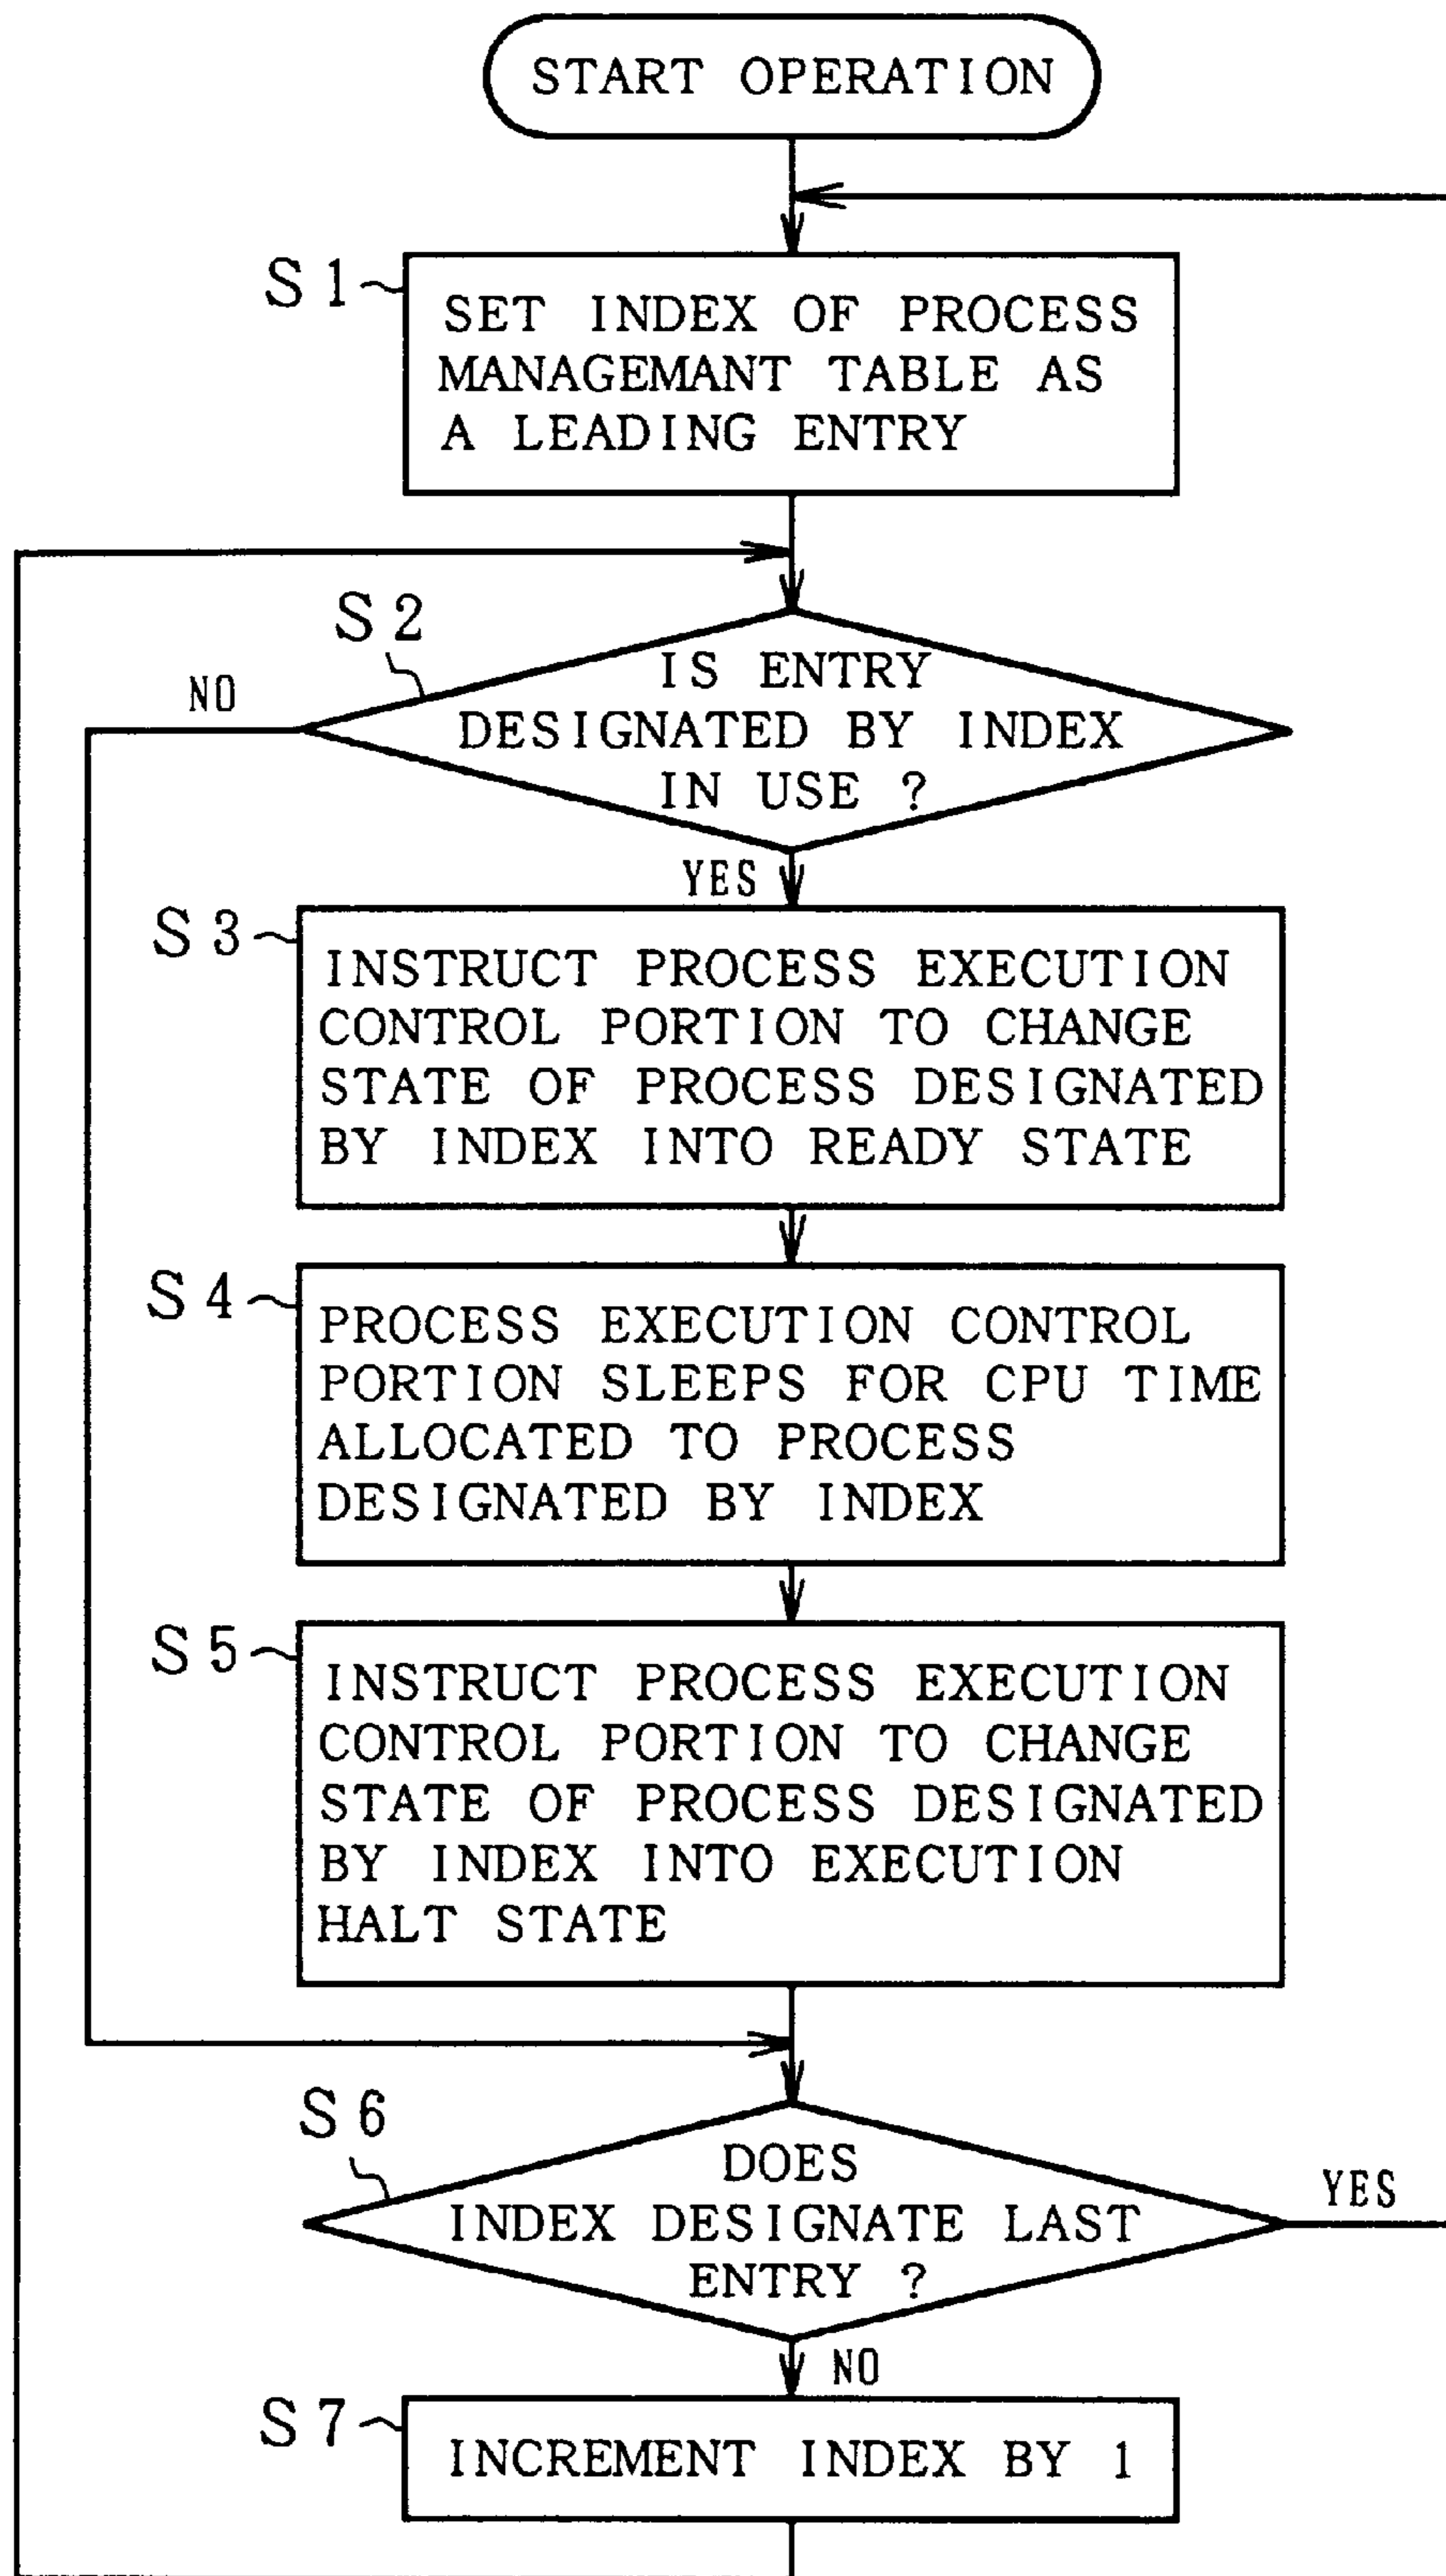 START OPERATION
S1
SET INDEX OF PROCESS
MANAGEMANT TABLE AS
A LEADING ENTRY
S2
NO
IS ENTRY
DESIGNATED BY INDEX
IN USE ?
YES
S3
INSTRUCT PROCESS EXECUTION
CONTROL PORTION TO CHANGE
STATE OF PROCESS DESIGNATED
BY INDEX INTO READY STATE
S4
PROCESS EXECUTION CONTROL
PORTION SLEEPS FOR CPU TIME
ALLOCATED TO PROCESS
DESIGNATED BY INDEX
S5
INSTRUCT PROCESS EXECUTION
CONTROL PORTION TO CHANGE
STATE OF PROCESS DESIGNATED
BY INDEX INTO EXECUTION
HALT STATE
S6
DOES
INDEX DESIGNATE LAST
ENTRY ?
YES
NO
S7
INCREMENT INDEX BY 1